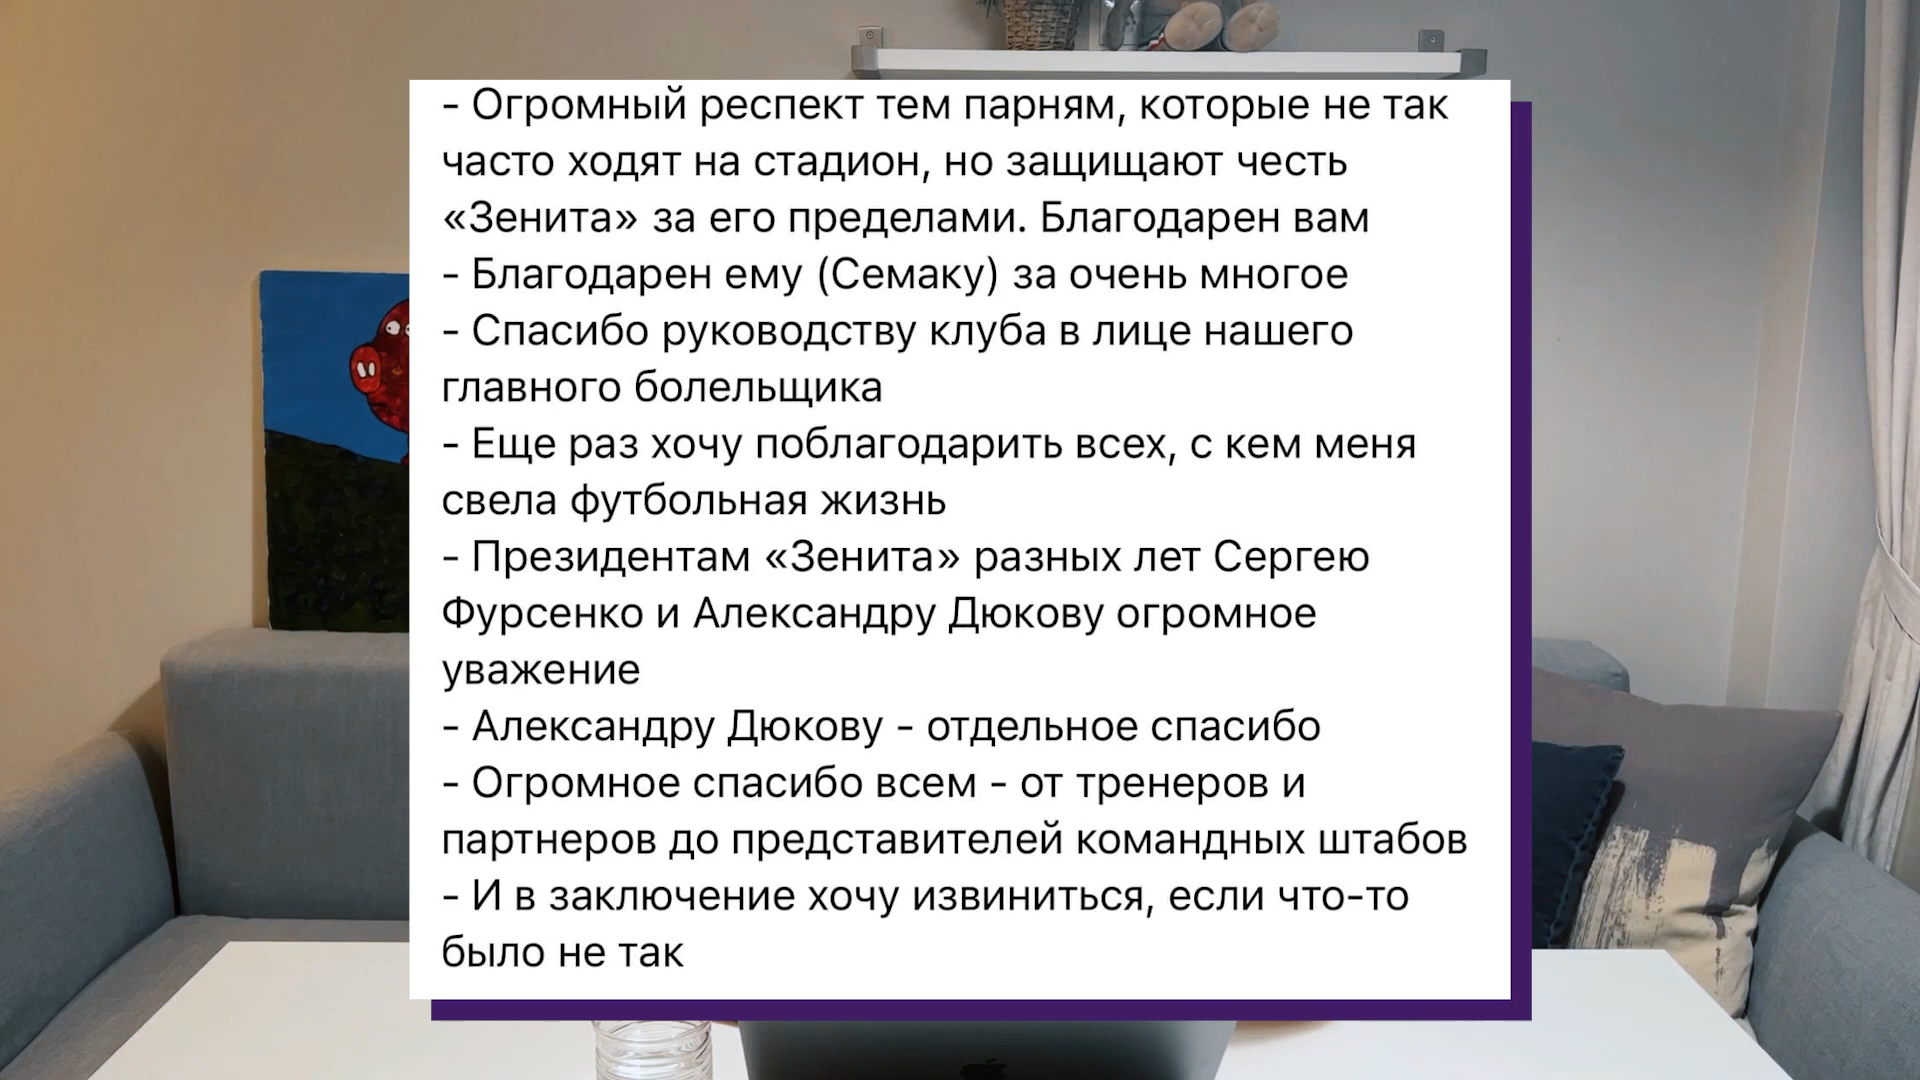 - Огромный респект тем парням, которые не так
часто ходят на стадион, но защищают честь
«Зенита» за его пределами. Благодарен вам
- Благодарен ему (Семаку) за очень многое
- Спасибо руководству клуба в лице нашего
главного болельщика
- Еще раз хочу поблагодарить всех, с кем меня
свела футбольная жизнь
- Президентам «Зенита» разных лет Сергею
Фурсенко и Александру Дюкову огромное
уважение
- Александру Дюкову - отдельное спасибо
- Огромное спасибо всем - от тренеров и
партнеров до представителей командных штабов
- И в заключение хочу извиниться, если что-то
было не так